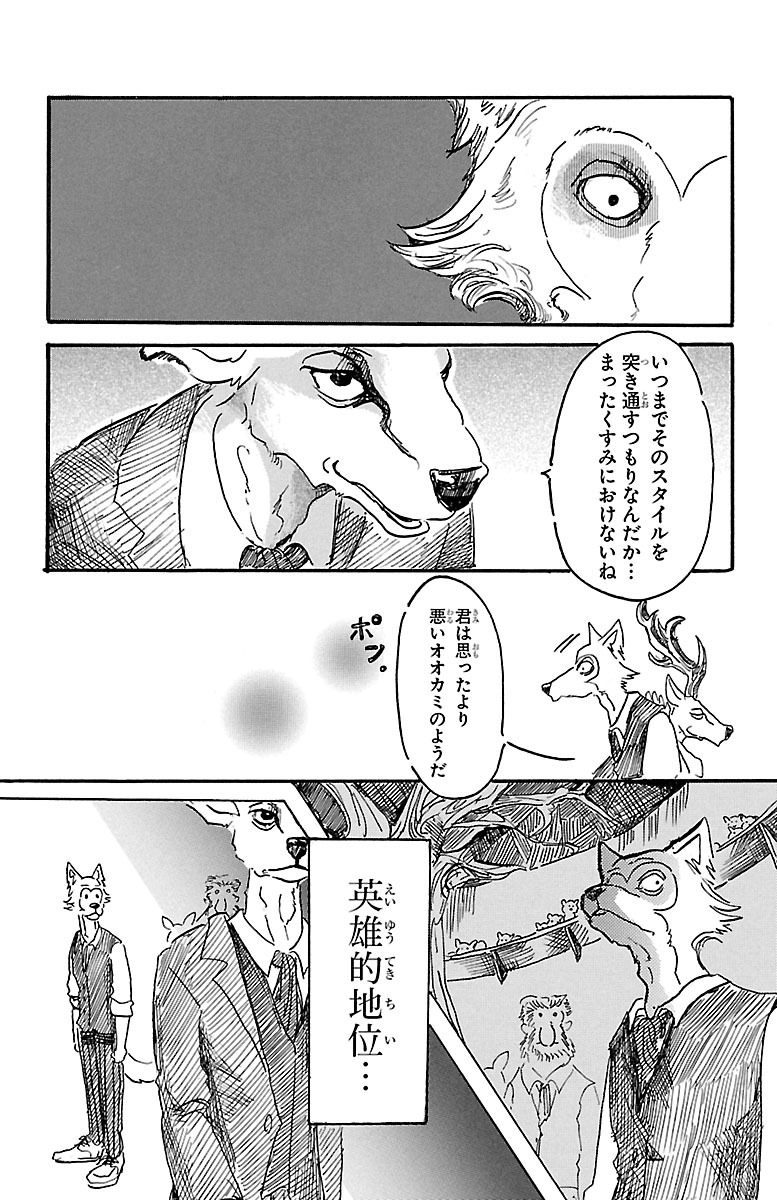 いつまでそのスタイルを
突き通すつもりなんだか…
まったくすみにおけないね
ポン。
君は思ったより
悪いオオカミのようだ
英雄的地位…